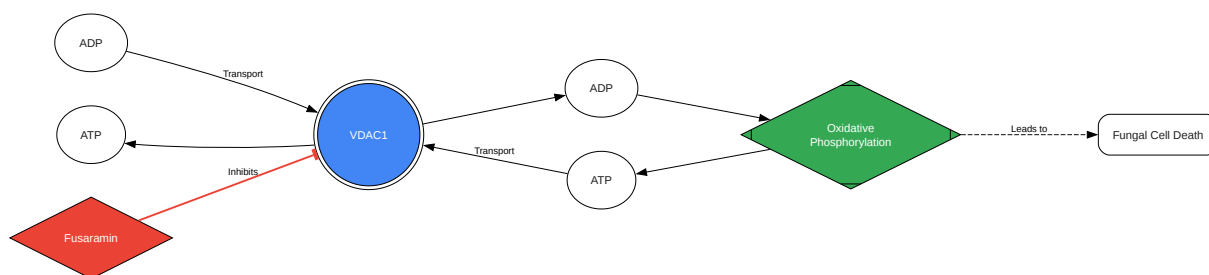 ADP
Transport
ATP
VDAC1
Inhibits
Fusaramin
ADP
Transport
ATP
Oxidative
Phosphorylation
Leads to
Fungal Cell Death